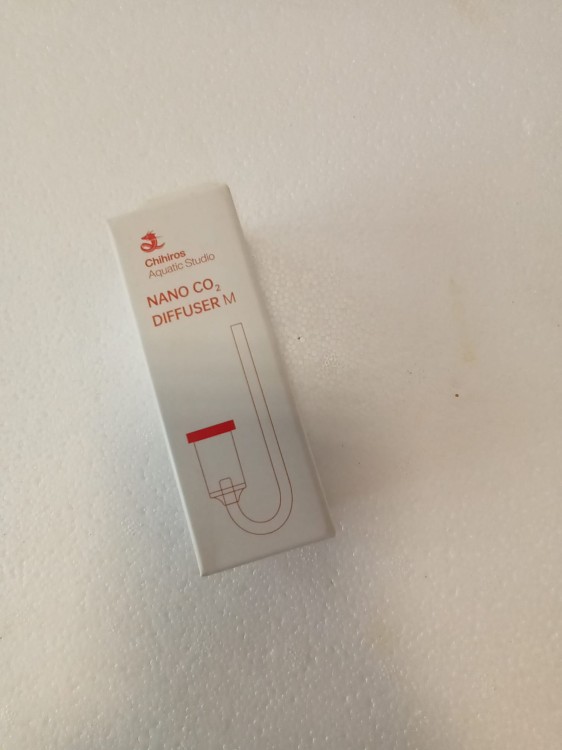 Chihiros
Aquatic Studio
NANO CO₂
DIFFUSER M